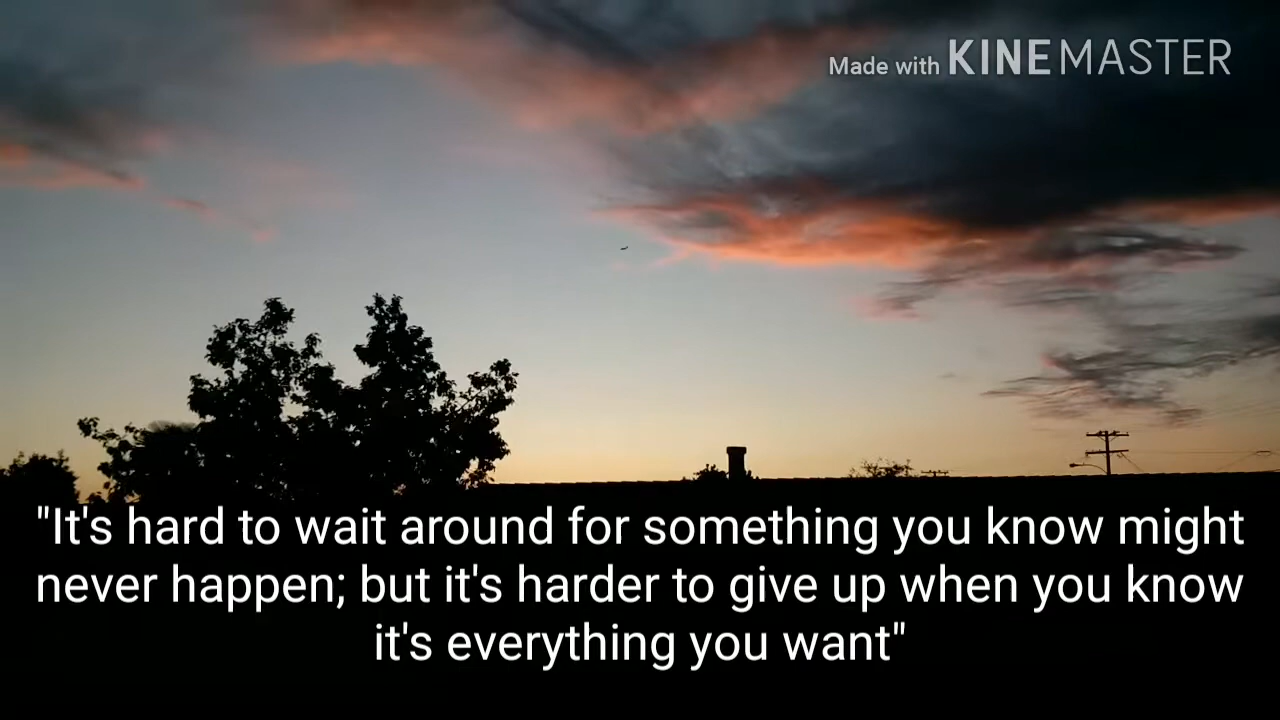 Made with KINEMASTER
"It's hard to wait around for something you know might
never happen; but it's harder to give up when you know
it's everything you want"